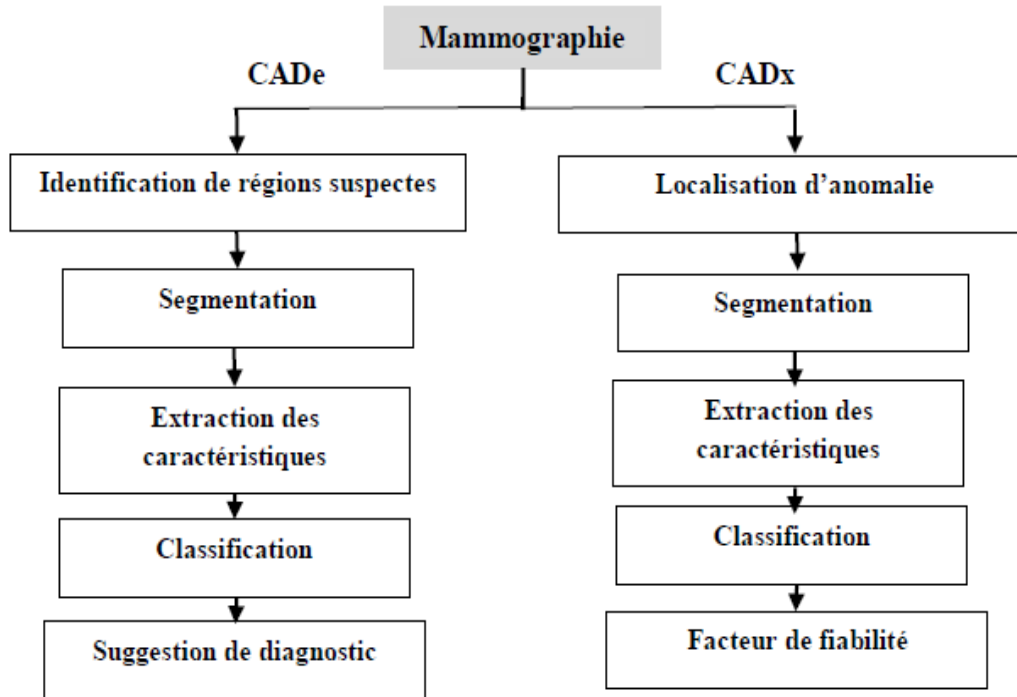 Mammographie
CADe
CADx
Identification de régions suspectes
Segmentation
Extraction des
caractéristiques
Classification
Suggestion de diagnostic
Localisation d’anomalie
Segmentation
Extraction des
caractéristiques
Classification
Facteur de fiabilité